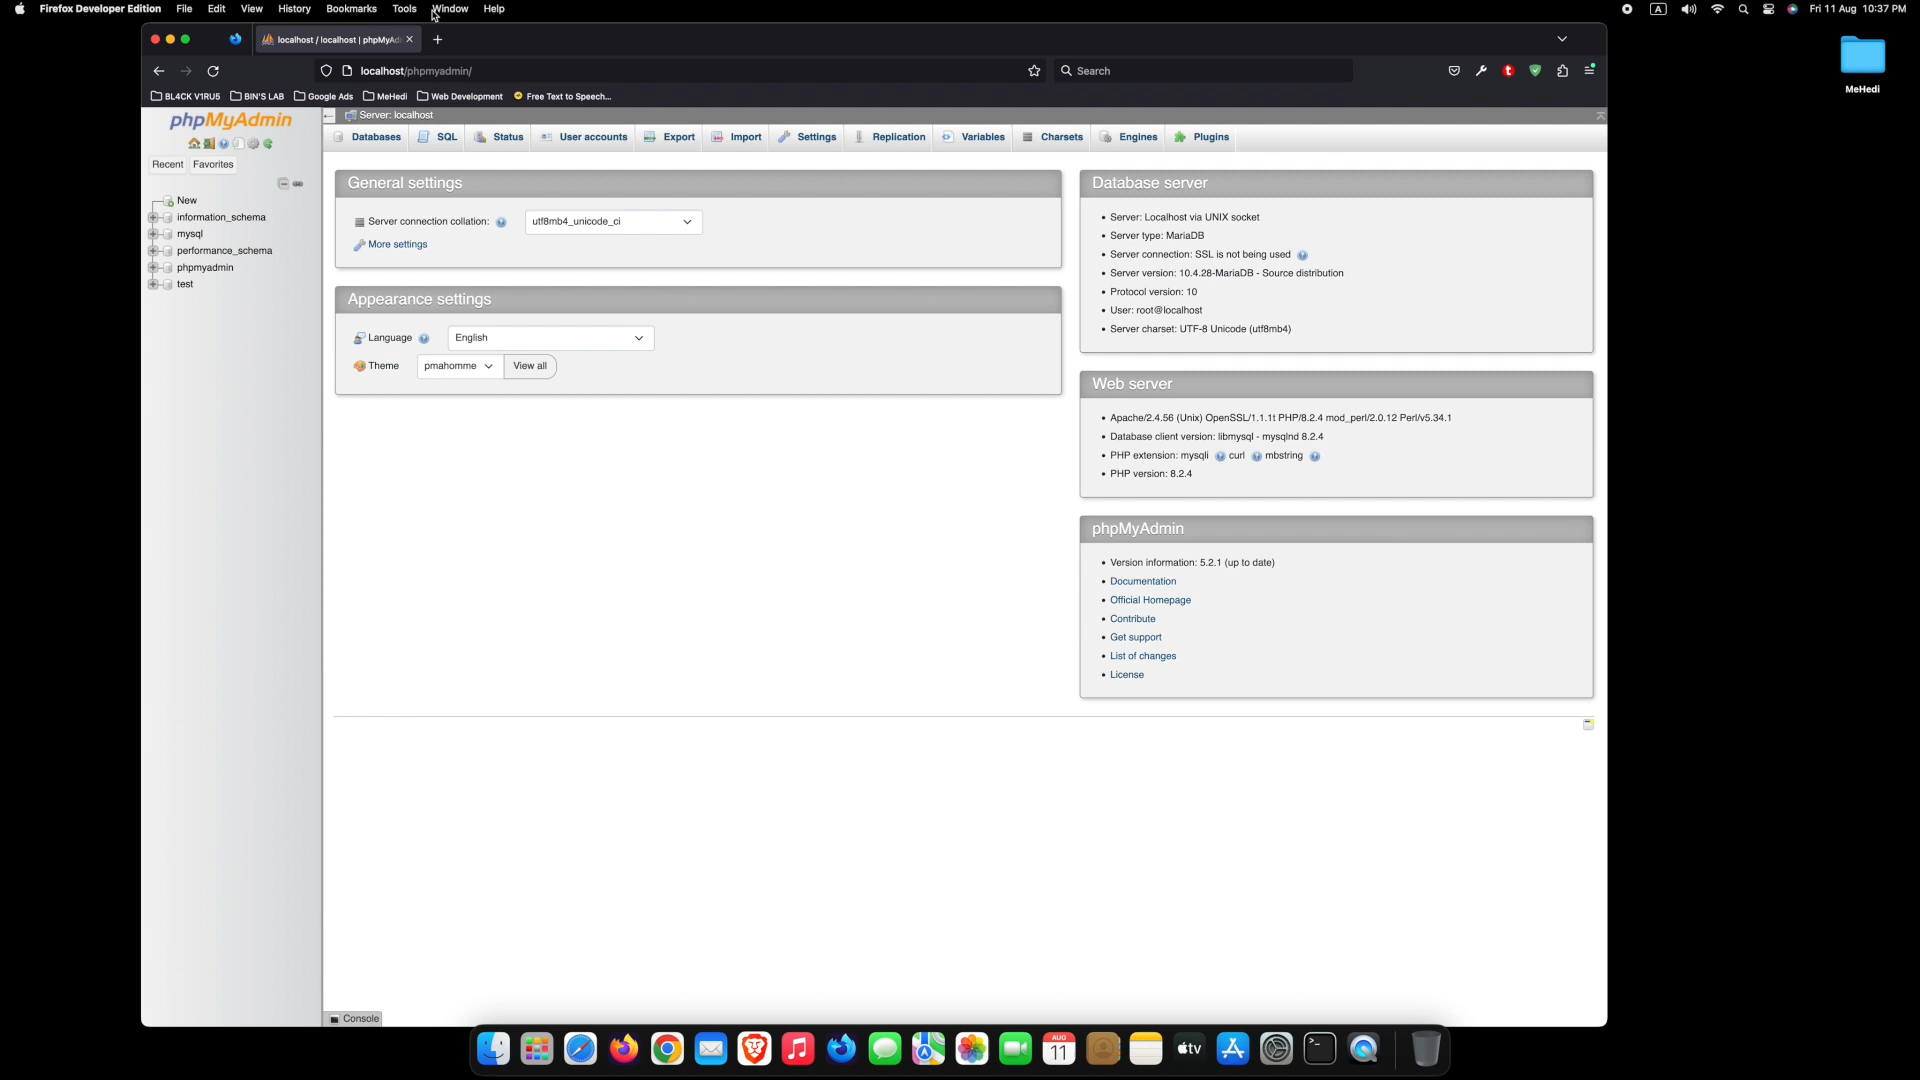 Firefox Developer Edition File Edit View History Bookmarks Tools Window Help A Fri 11 Aug 10:37 PM
localhost / localhost | phpMyAd
localhost/phpmyadmin/ Search
BL4CK V1RU5 BIN'S LAB Google Ads MeHedi Web Development Free Text to Speech...
MeHedi
phpMyAdmin
Recent Favorites
New
information_schema
mysql
performance_schema
phpmyadmin
test
Server: localhost
Databases SQL Status User accounts Export Import Settings Replication Variables Charsets Engines Plugins
General settings
Server connection collation: utf8mb4_unicode_ci
More settings
Appearance settings
Language English
Theme pmahomme View all
Database server
• Server: Localhost via UNIX socket
• Server type: MariaDB
• Server connection: SSL is not being used
• Server version: 10.4.28-MariaDB - Source distribution
• Protocol version: 10
• User: root@localhost
• Server charset: UTF-8 Unicode (utf8mb4)
Web server
• Apache/2.4.56 (Unix) OpenSSL/1.1.1t PHP/8.2.4 mod_perl/2.0.12 Perl/v5.34.1
• Database client version: libmysql - mysqlnd 8.2.4
• PHP extension: mysqli curl mbstring
• PHP version: 8.2.4
phpMyAdmin
• Version information: 5.2.1 (up to date)
• Documentation
• Official Homepage
• Contribute
• Get support
• List of changes
• License
Console
AUG
11
tv